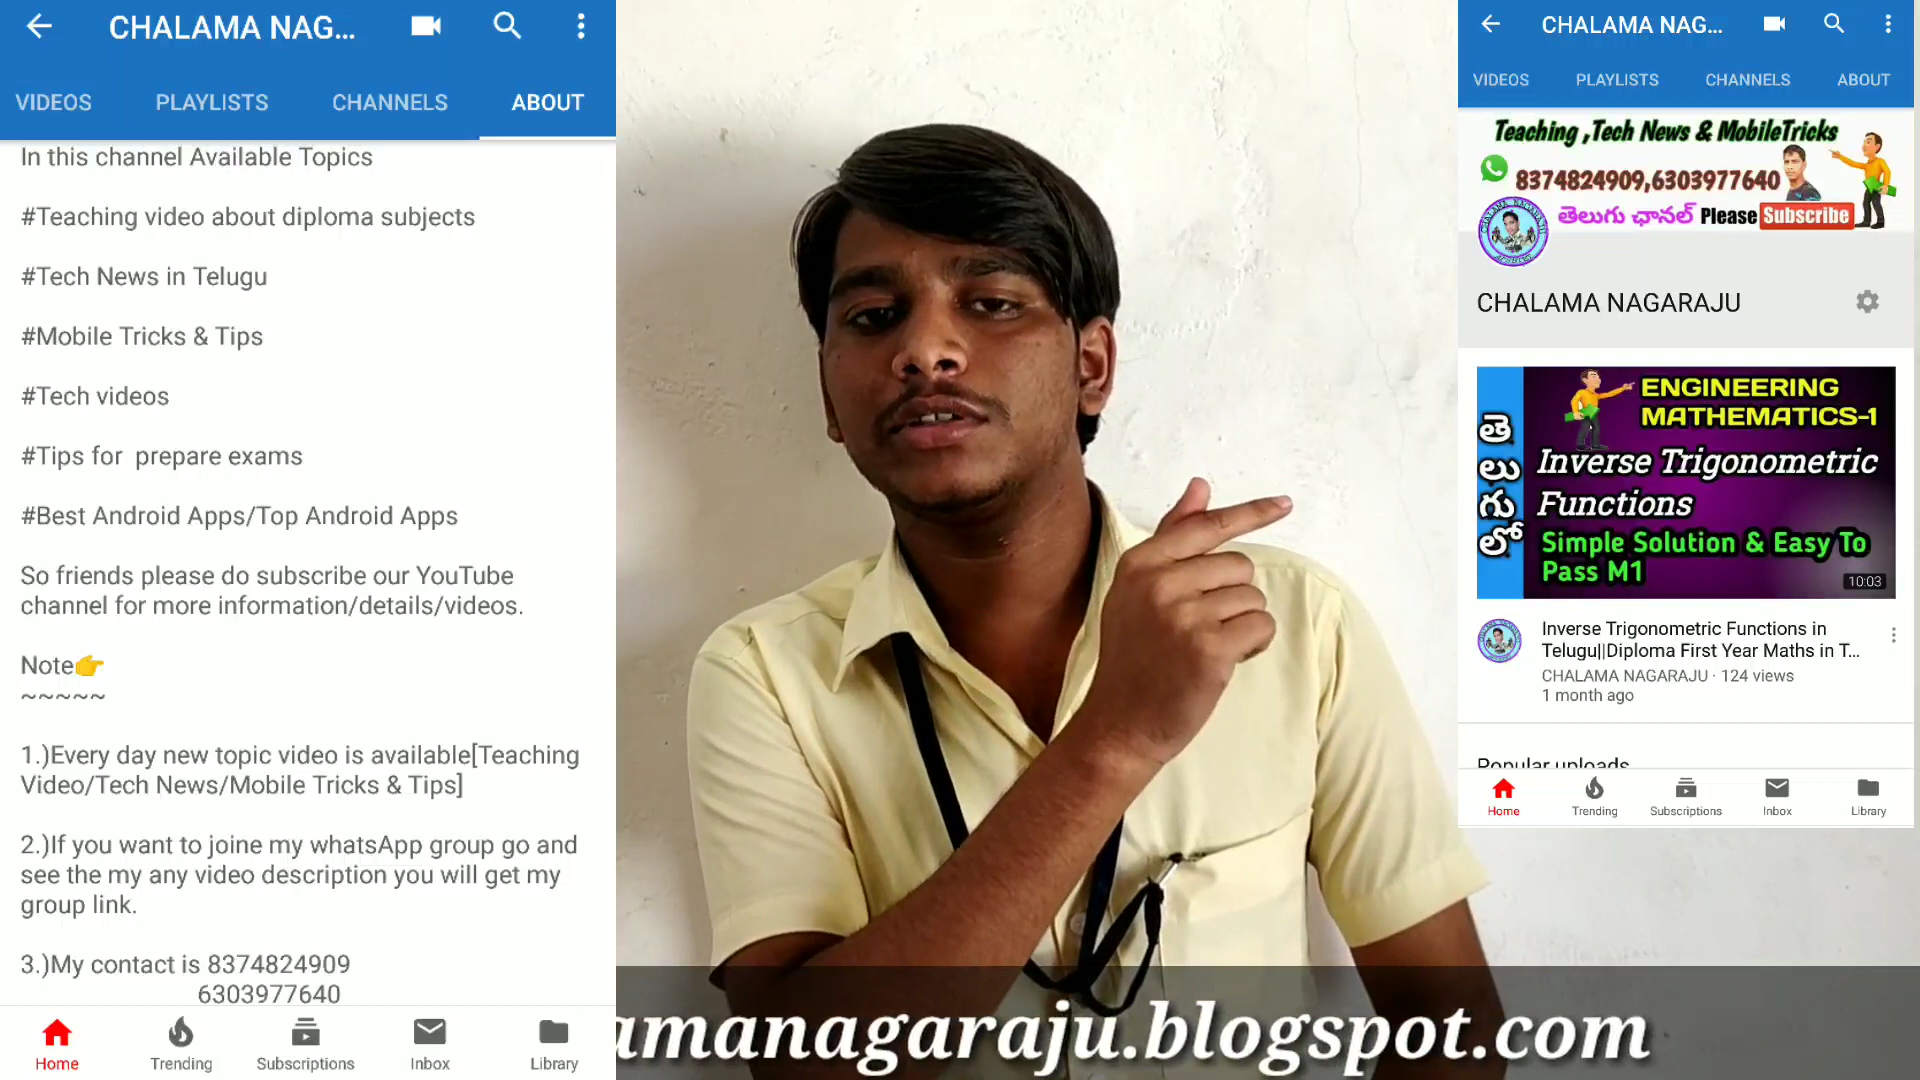 CHALAMA NAG...
VIDEOS PLAYLISTS CHANNELS ABOUT
In this channel Available Topics
#Teaching video about diploma subjects
#Tech News in Telugu
#Mobile Tricks & Tips
#Tech videos
#Tips for  prepare exams
#Best Android Apps/Top Android Apps
So friends please do subscribe our YouTube
channel for more information/details/videos.
Note👉
~~~~~
1.)Every day new topic video is available[Teaching
Video/Tech News/Mobile Tricks & Tips]
2.)If you want to joine my whatsApp group go and
see the my any video description you will get my
group link.
3.)My contact is 8374824909
6303977640
Home Trending Subscriptions Inbox Library
amanagaraju.blogspot.com
CHALAMA NAG...
VIDEOS PLAYLISTS CHANNELS ABOUT
Teaching ,Tech News & MobileTricks
8374824909,6303977640
తెలుగు ఛానల్ Please Subscribe
CHALAMA NAGARAJU
తెలుగులో
ENGINEERING
MATHEMATICS-1
Inverse Trigonometric
Functions
Simple Solution & Easy To
Pass M1
10:03
Inverse Trigonometric Functions in
Telugu||Diploma First Year Maths in T...
CHALAMA NAGARAJU · 124 views
1 month ago
Popular uploads
Home Trending Subscriptions Inbox Library